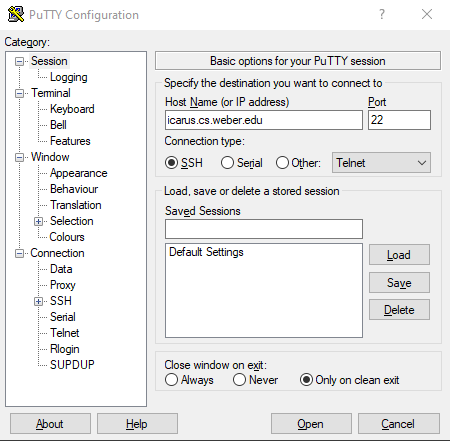 PuTTY Configuration
?
Category:
Session
Logging
Terminal
Keyboard
Bell
Features
Window
Appearance
Behaviour
Translation
Selection
Colours
Connection
Data
Proxy
SSH
Serial
Telnet
Rlogin
SUPDUP
Basic options for your PuTTY session
Specify the destination you want to connect to
Host Name (or IP address) Port
icarus.cs.weber.edu 22
Connection type:
SSH Serial Other: Telnet
Load, save or delete a stored session
Saved Sessions
Default Settings
Load
Save
Delete
Close window on exit:
Always Never Only on clean exit
About Help Open Cancel